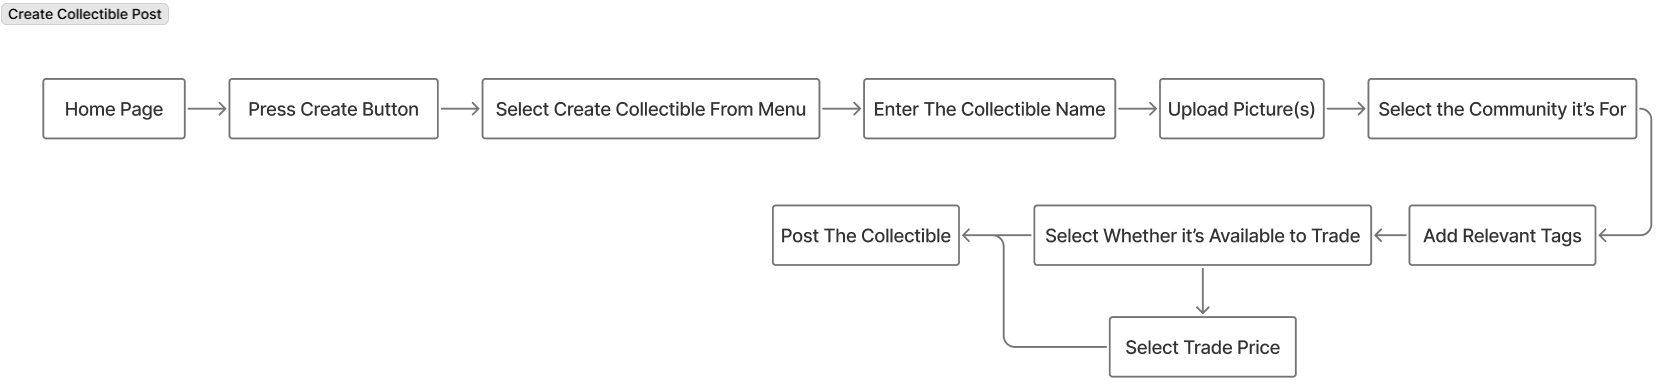 Create Collectible Post
Home Page
Press Create Button
Select Create Collectible From Menu
Enter The Collectible Name
Upload Picture(s)
Select the Community it’s For
Add Relevant Tags
Select Whether it’s Available to Trade
Post The Collectible
Select Trade Price